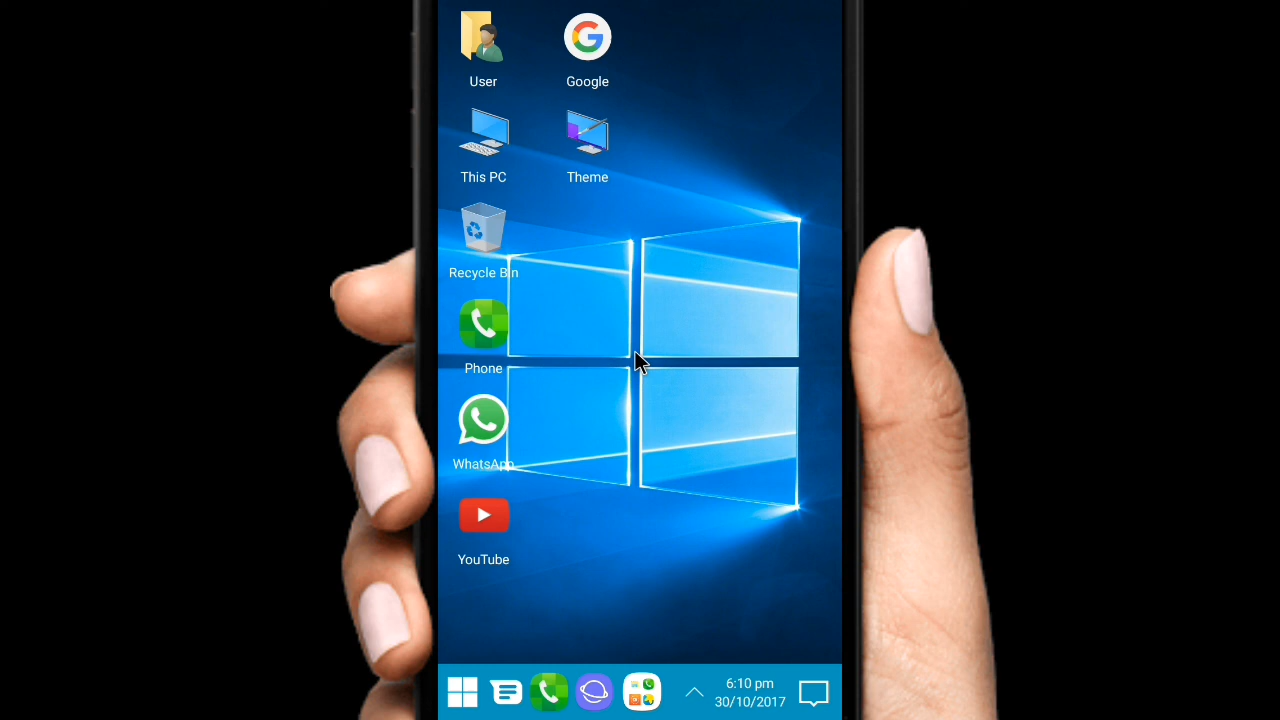 User
Google
This PC
Theme
Recycle Bin
Phone
WhatsApp
YouTube
6:10 pm
30/10/2017